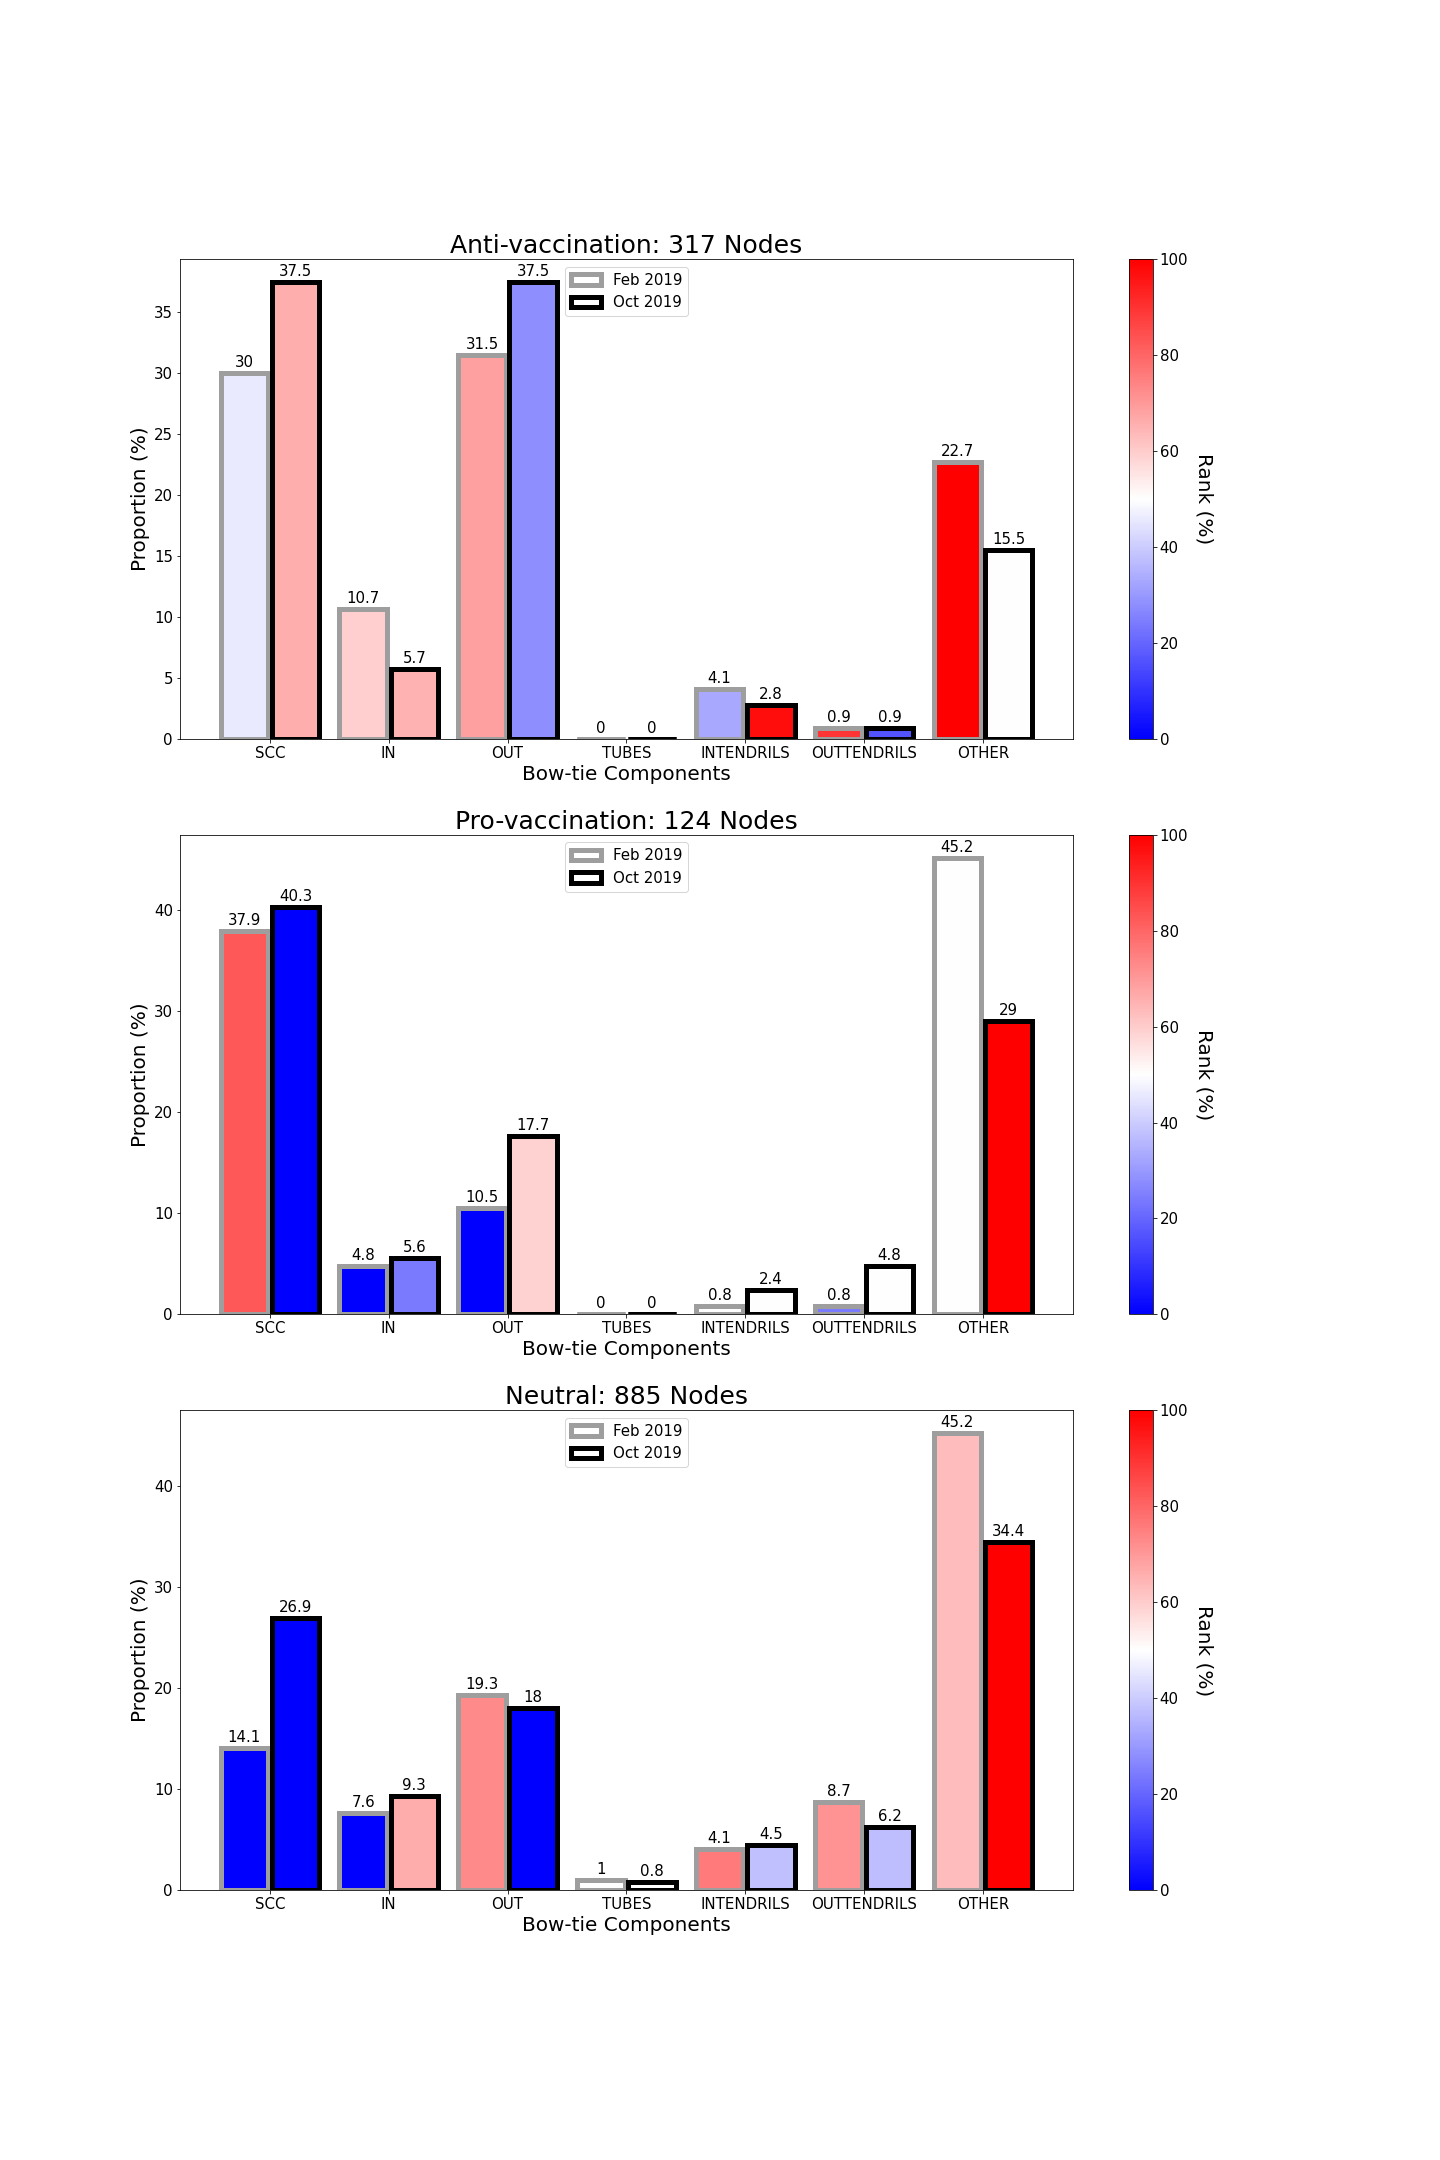 Anti-vaccination: 317 Nodes
37.5 37.5 100
Feb 2019
Oct 2019
35
31.5
30 30
80
25
22.7
60
Proportion (%) Rank (%)
20
15.5
15
40
10.7
10
5.7
20
5
4.1
2.8
0 0 0.9 0.9
0 0
SCC IN OUT TUBES INTENDRILS OUTTENDRILS OTHER
Bow-tie Components
Pro-vaccination: 124 Nodes
45.2 100
Feb 2019
Oct 2019
40.3
40
37.9
80
29
30
60
Proportion (%) Rank (%)
20
17.7
40
10.5
10
20
4.8 5.6 4.8
0 0 0.8 2.4 0.8
0 0
SCC IN OUT TUBES INTENDRILS OUTTENDRILS OTHER
Bow-tie Components
Neutral: 885 Nodes
45.2 100
Feb 2019
Oct 2019
40
80
34.4
30
26.9
60
Proportion (%) Rank (%)
20
19.3 18
14.1
40
10
7.6 9.3 8.7
20
4.1 4.5 6.2
1 0.8
0 0
SCC IN OUT TUBES INTENDRILS OUTTENDRILS OTHER
Bow-tie Components